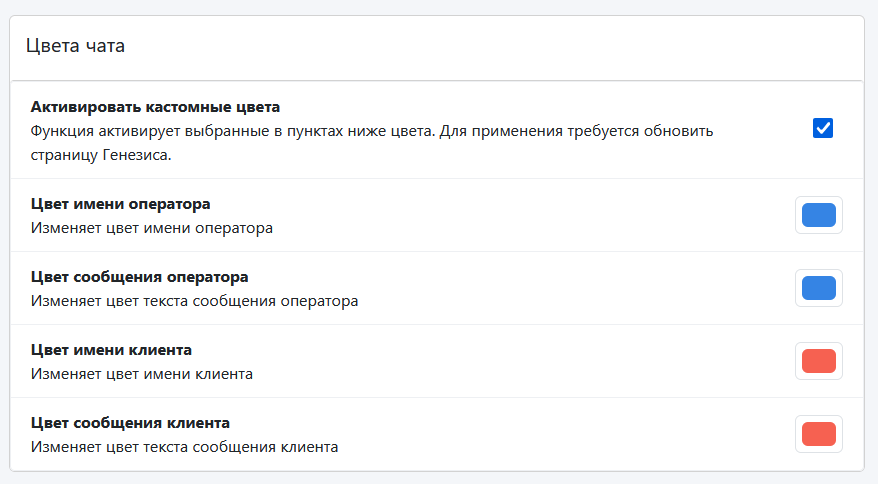 Цвета чата
Активировать кастомные цвета
Функция активирует выбранные в пунктах ниже цвета. Для применения требуется обновить
страницу Генезиса.
Цвет имени оператора
Изменяет цвет имени оператора
Цвет сообщения оператора
Изменяет цвет текста сообщения оператора
Цвет имени клиента
Изменяет цвет имени клиента
Цвет сообщения клиента
Изменяет цвет текста сообщения клиента